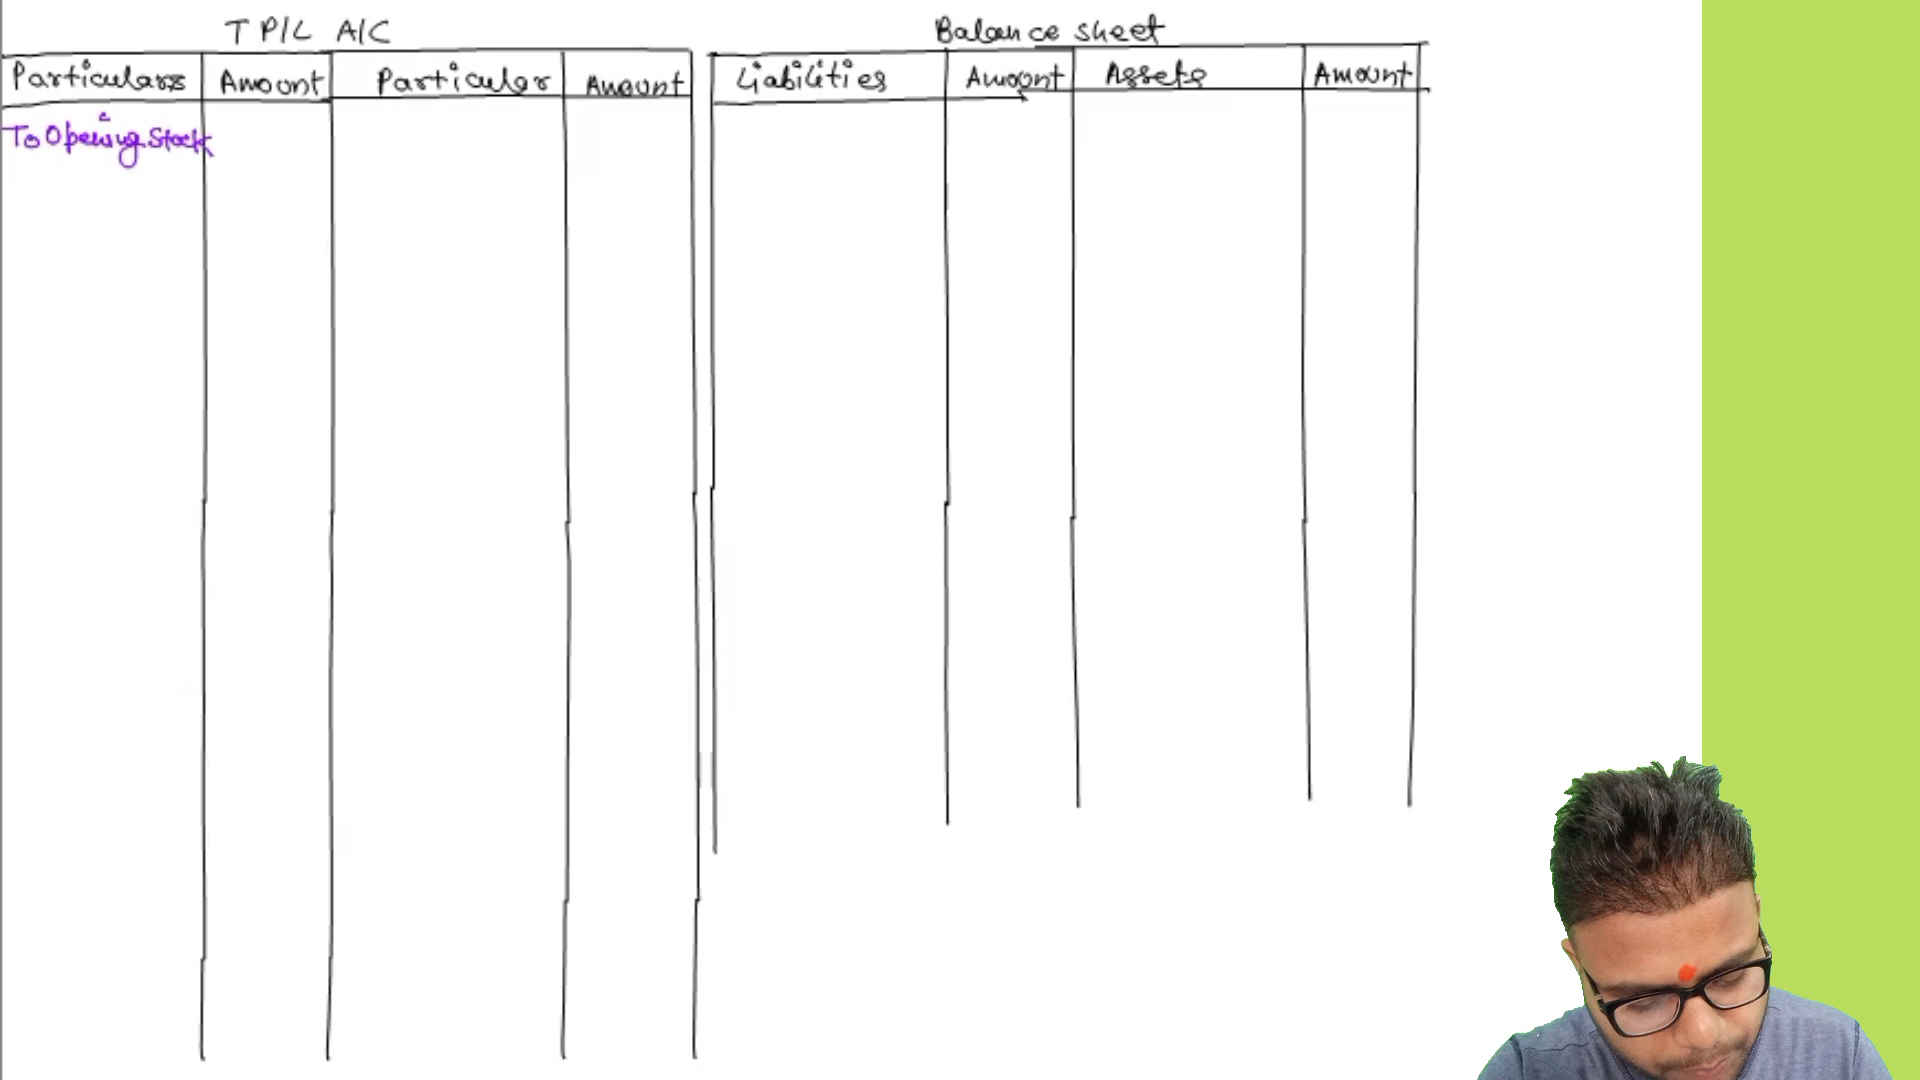 T P/L A/C
Particulars Amount Particular Amount
To Opening Stock
Balance sheet
Liabilities Amount Assets Amount